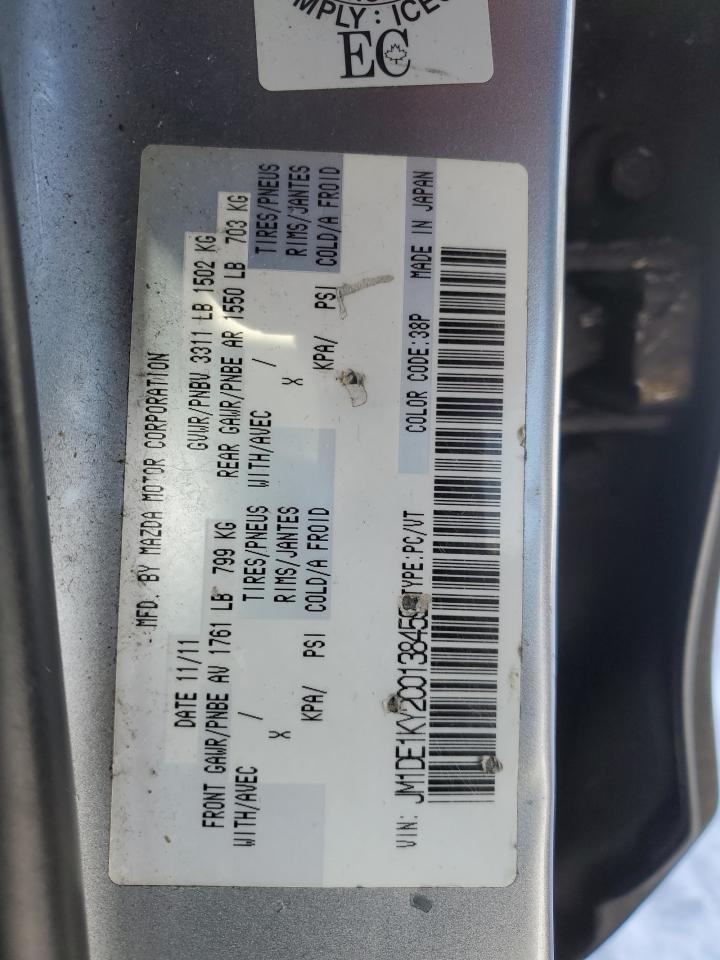 EC
MFD. BY MAZDA MOTOR CORPORATION
DATE 11/11 GVWR/PNBV 3311 LB 1502 KG
FRONT GAWR/PNBE AV 1761 LB 799 KG REAR GAWR/PNBE AR 1550 LB 703 KG
WITH/AVEC TIRES/PNEUS WITH/AVEC TIRES/PNEUS
/ X RIMS/JANTES / X RIMS/JANTES
KPA/ PSI COLD/A FROID KPA/ PSI COLD/A FROID
VIN: TYPE:PC/VT COLOR CODE:38P MADE IN JAPAN